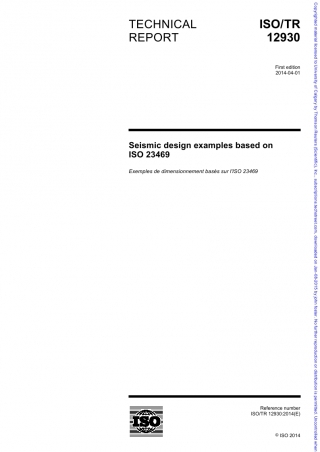 TECHNICAL
REPORT
ISO/TR
12930
First edition
2014-04-01
Seismic design examples based on
ISO 23469
Exemples de dimensionnement basés sur l'ISO 23469
ISO
Reference number
ISO/TR 12930:2014(E)
© ISO 2014
Copyrighted material licensed to University of Calgary by Thomson Reuters (Scientific), Inc., subscriptions.techstreet.com, downloaded on Jan-09-2015 by john foster. No further reproduction or distribution is permitted. Uncontrolled when